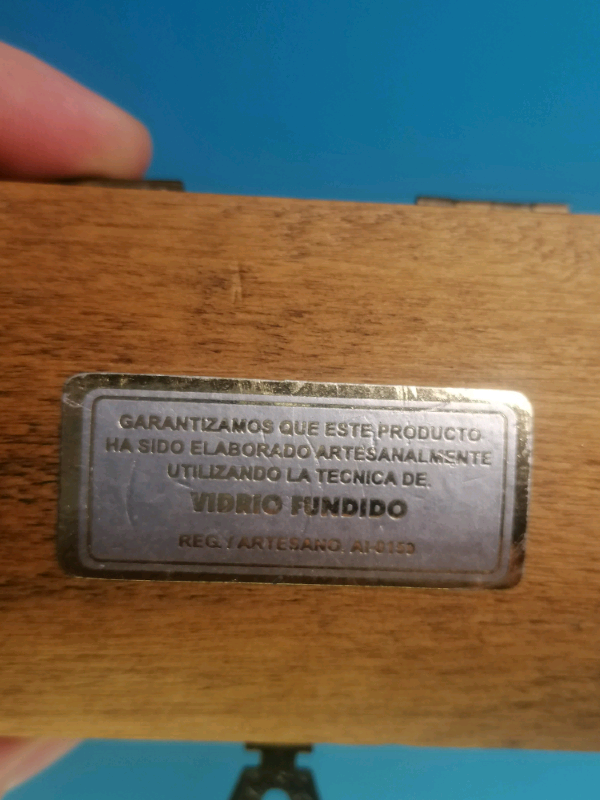 GARANTIZAMOS QUE ESTE PRODUCTO
HA SIDO ELABORADO ARTESANALMENTE
UTILIZANDO LA TECNICA DE.
VIDRIO FUNDIDO
REG. ARTESANO.